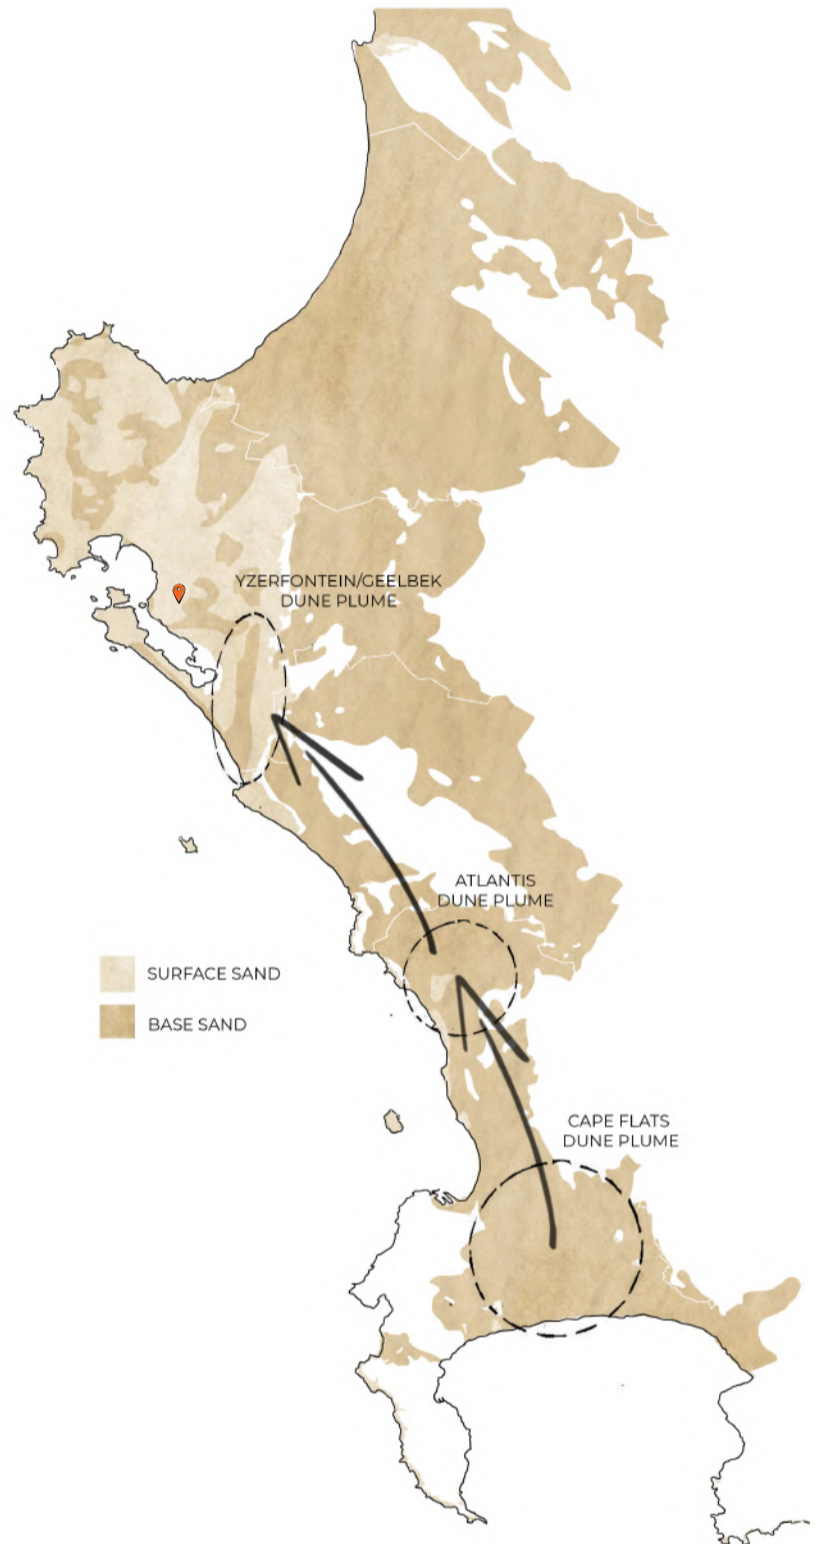 YZERFONTEIN/GEELBEK
DUNE PLUME
ATLANTIS
DUNE PLUME
SURFACE SAND
BASE SAND
CAPE FLATS
DUNE PLUME